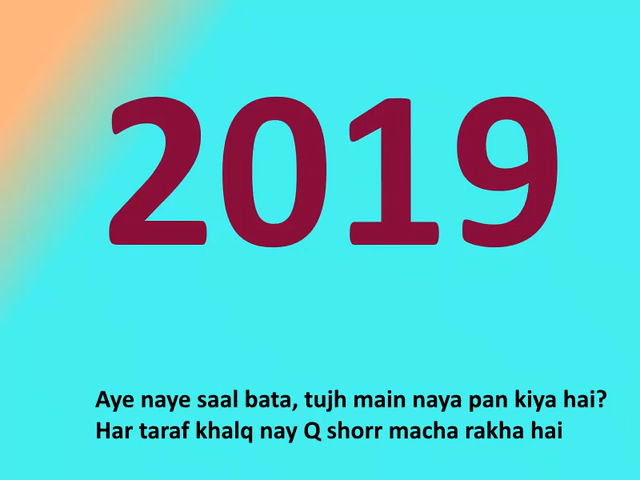 2019
Aye naye saal bata, tujh main naya pan kiya hai?
Har taraf khalq nay Q shorr macha rakha hai